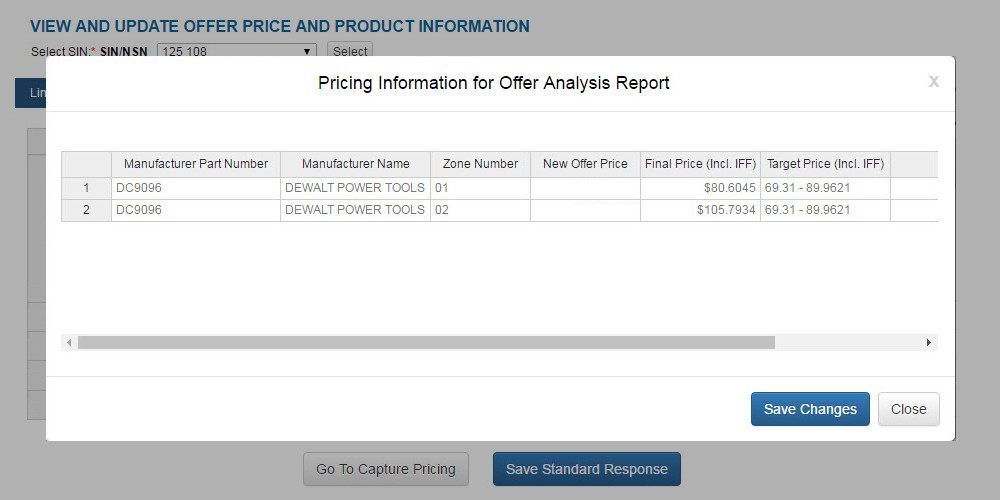 VIEW AND UPDATE OFFER PRICE AND PRODUCT INFORMATION
Select SIN:* SIN/NSN 125 108 Select
Lin
Pricing Information for Offer Analysis Report X
Manufacturer Part Number Manufacturer Name Zone Number New Offer Price Final Price (Incl. IFF) Target Price (Incl. IFF)
1 DC9096 DEWALT POWER TOOLS 01 $80.6045 69.31 - 89.9621
2 DC9096 DEWALT POWER TOOLS 02 $105.7934 69.31 - 89.9621
Save Changes Close
Go To Capture Pricing Save Standard Response